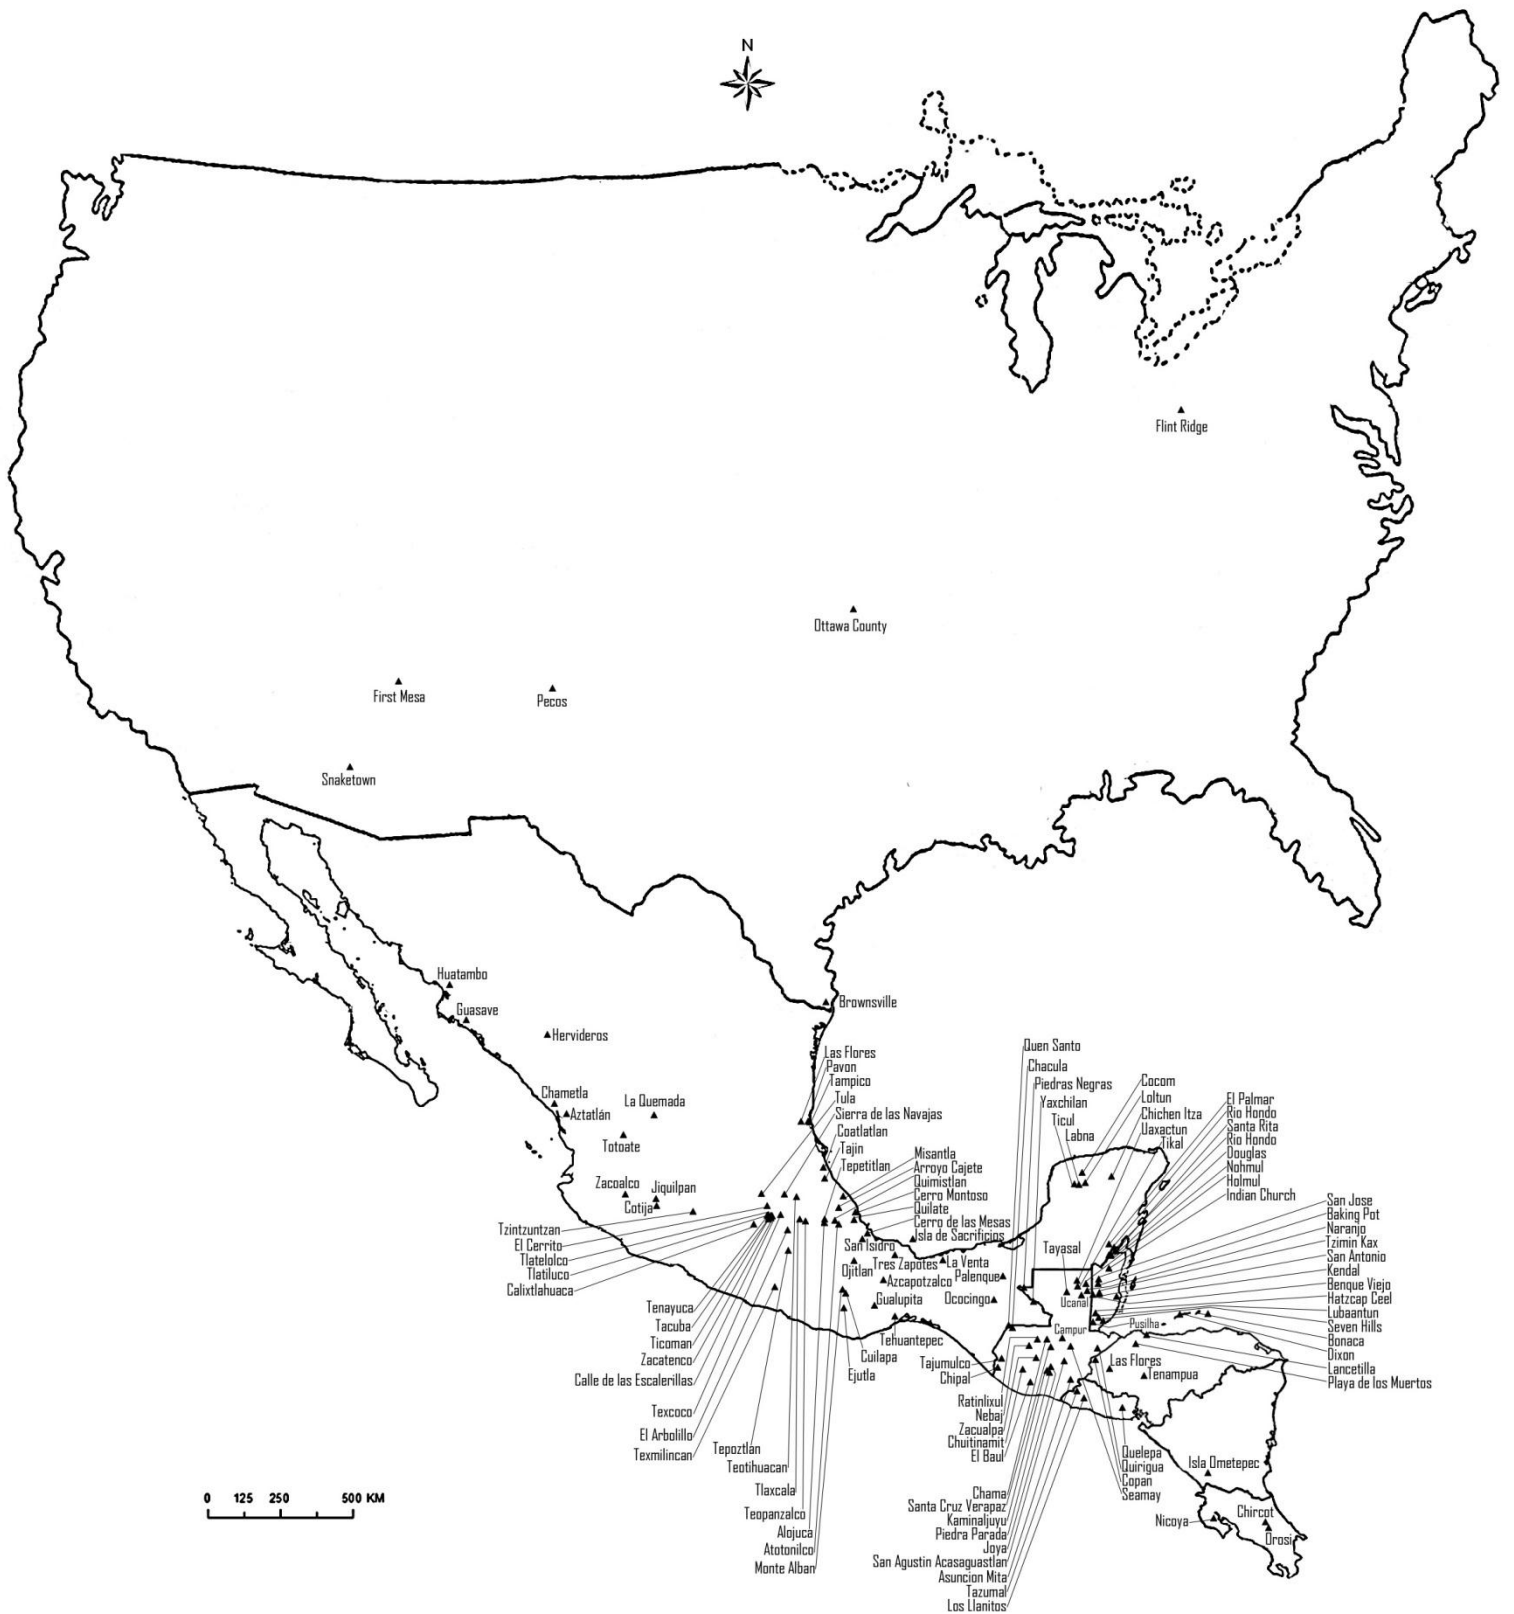 N
Flint Ridge
Ottawa County
First Mesa
Pecos
Snaketown
Huatambo
Guasave
Hervideros
Brownsville
Chametla
Aztatlán
La Quemada
Totoate
Zacoalco
Jiquilpan
Cotija
Las Flores
Pavon
Tampico
Tula
Sierra de las Navajas
Coatlatlan
Tajin
Tepetitlan
Misantla
Arroyo Cajete
Quimistlan
Cerro Montoso
Quilate
Cerro de las Mesas
Isla de Sacrificios
San Isidro
Tres Zapotes
La Venta
Ojitlan
Azcapotzalco
Palenque
Gualupita
Ococingo
Tehuantepec
Cuilapa
Ejutla
Tzintzuntzan
El Cerrito
Tlatelolco
Tlatiluco
Calixtlahuaca
Tenayuca
Tacuba
Ticoman
Zacatenco
Calle de las Escalerillas
Texcoco
El Arbolillo
Texmilincan
Tepoztlan
Teotihuacan
Tlaxcala
Teopanzalco
Alojuca
Atotonilco
Monte Alban
Quen Santo
Chacula
Piedras Negras
Yaxchilan
Ticul
Labna
Cocom
Loltun
Chichen Itza
Uaxactun
Tikal
El Palmar
Rio Hondo
Santa Rita
Rio Hondo
Douglas
Nohmul
Holmul
Indian Church
San Jose
Baking Pot
Naranjo
Tzimin Kax
San Antonio
Kendal
Benque Viejo
Hatzcap Ceel
Lubaantun
Seven Hills
Bonaca
Dixon
Lancetilla
Playa de los Muertos
Tayasal
Ucanal
Campur
Pusilha
Las Flores
Tenampua
Tajumulco
Chipal
Ratinlixul
Nebaj
Zacualpa
Chuitinamit
El Baul
Chama
Santa Cruz Verapaz
Kaminaljuyu
Piedra Parada
Joya
San Agustin Acasaguastlan
Asuncion Mita
Tazumal
Los Llanitos
Quelepa
Quirigua
Copan
Seamay
Isla Ometepec
Nicoya
Chircot
Orosi
0 125 250 500 KM